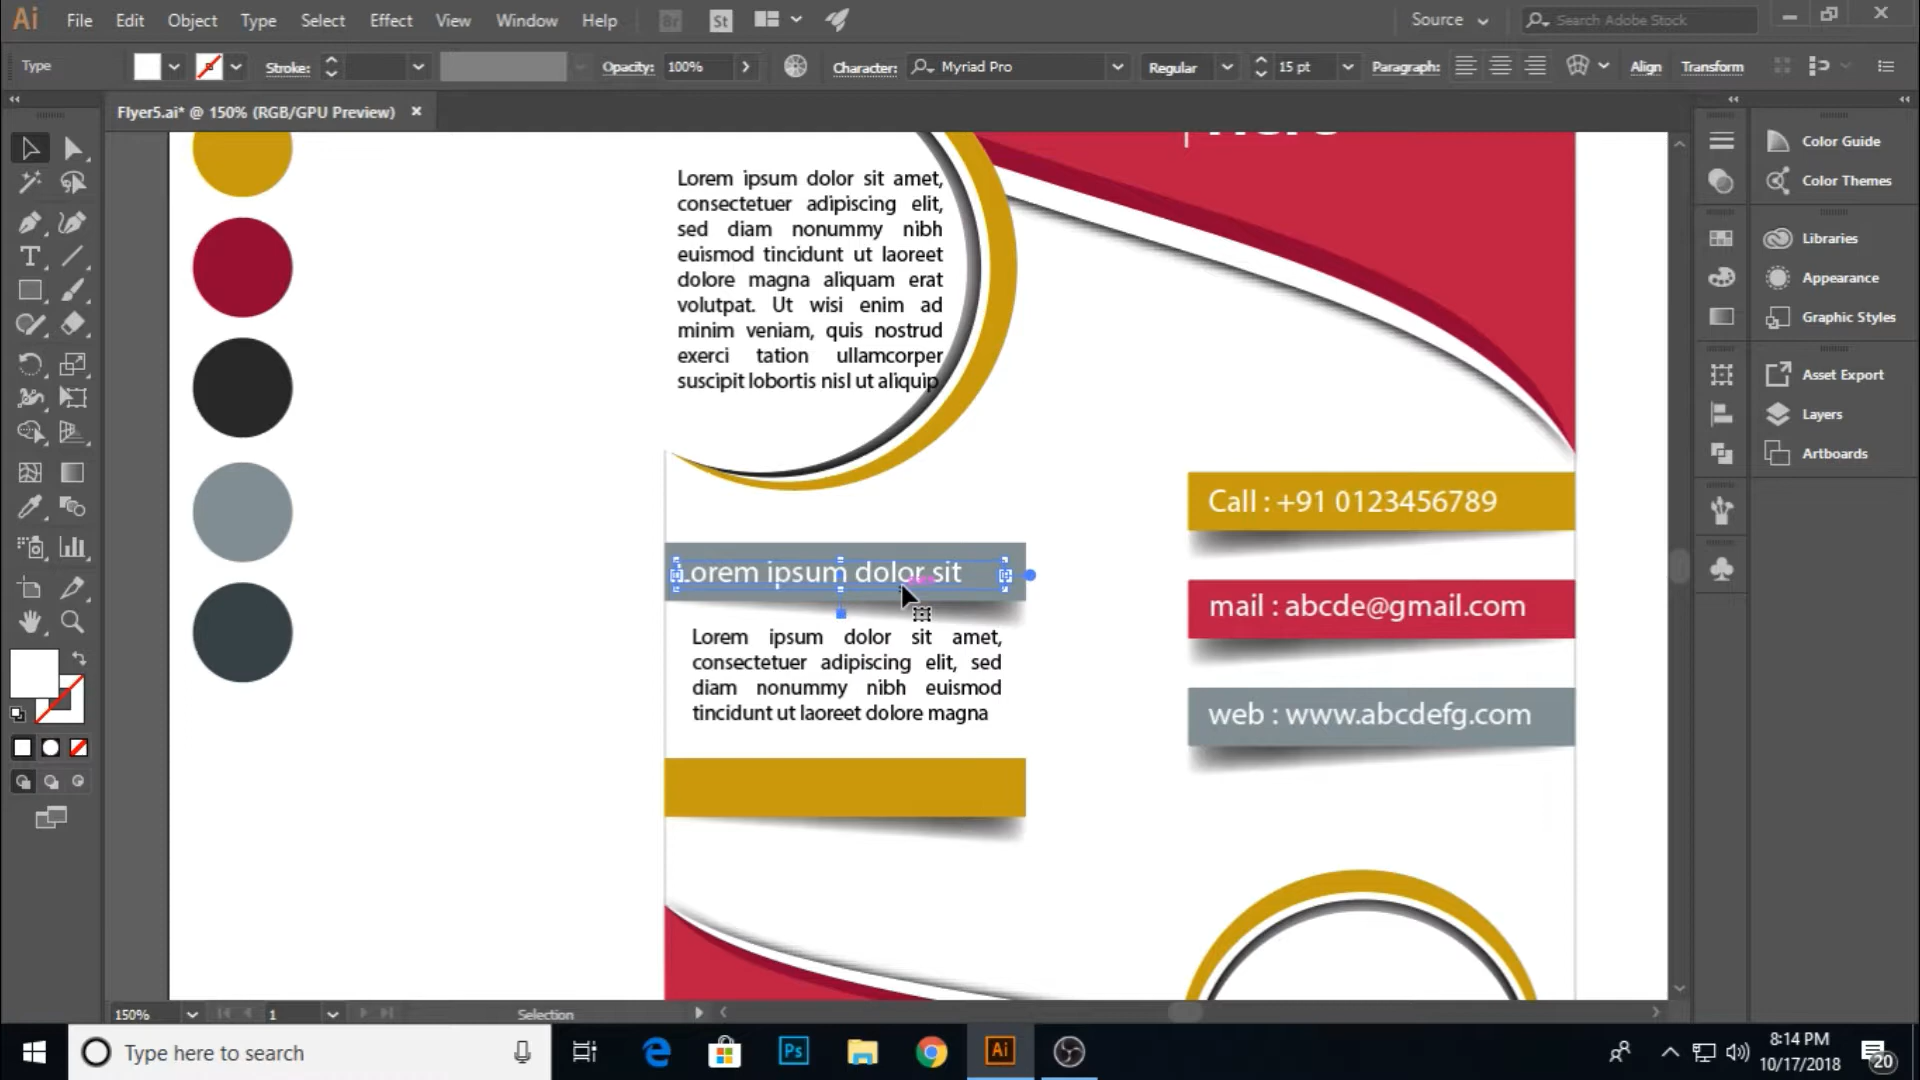 Ai File Edit Object Type Select Effect View Window Help Br St Source Search Adobe Stock
Type Stroke: Opacity: 100% Character: Myriad Pro Regular 15 pt Paragraph: Align Transform
Flyer5.ai* @ 150% (RGB/GPU Preview)
Here
Lorem ipsum dolor sit amet,
consectetuer adipiscing elit,
sed diam nonummy nibh
euismod tincidunt ut laoreet
dolore magna aliquam erat
volutpat. Ut wisi enim ad
minim veniam, quis nostrud
exerci tation ullamcorper
suscipit lobortis nisl ut aliquip
Lorem ipsum dolor sit
Lorem ipsum dolor sit amet,
consectetuer adipiscing elit, sed
diam nonummy nibh euismod
tincidunt ut laoreet dolore magna
Call : +91 0123456789
mail : abcde@gmail.com
web : www.abcdefg.com
Color Guide
Color Themes
Libraries
Appearance
Graphic Styles
Asset Export
Layers
Artboards
150% 1 Selection
Type here to search
Ps
Ai
8:14 PM
10/17/2018
20